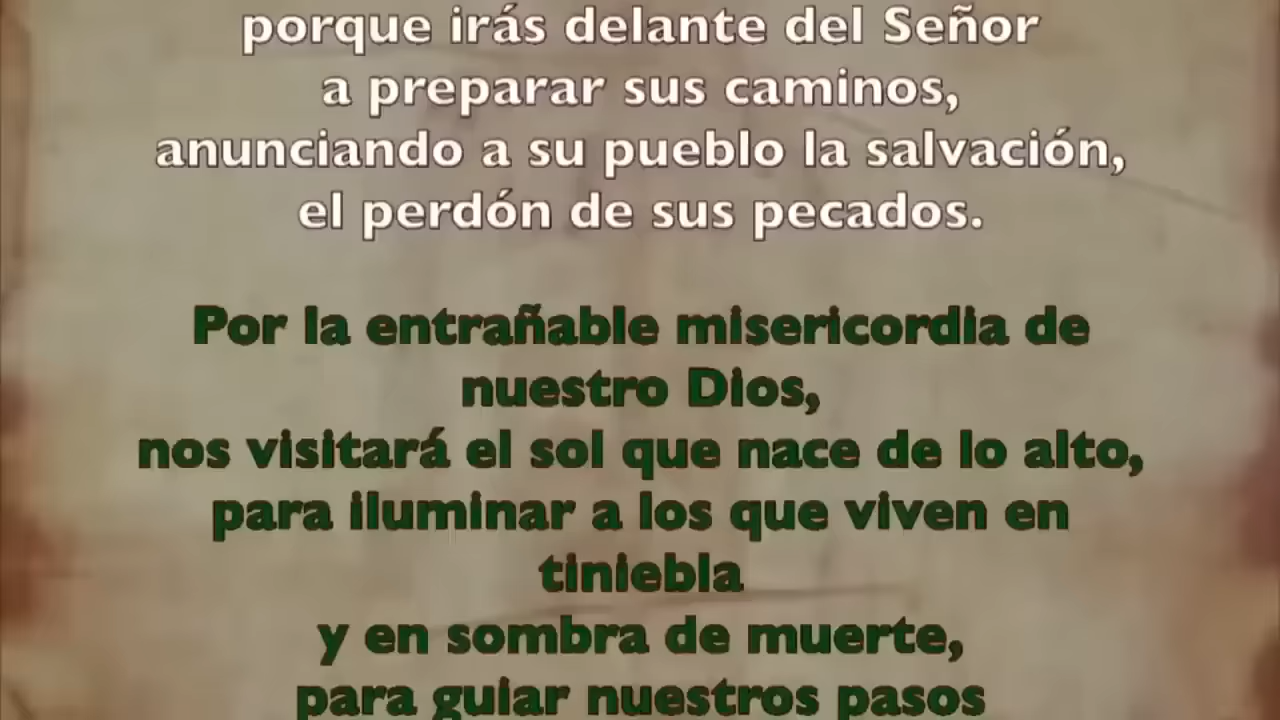 porque irás delante del Señor
a preparar sus caminos,
anunciando a su pueblo la salvación,
el perdón de sus pecados.
Por la entrañable misericordia de
nuestro Dios,
nos visitará el sol que nace de lo alto,
para iluminar a los que viven en
tiniebla
y en sombra de muerte,
para guiar nuestros pasos